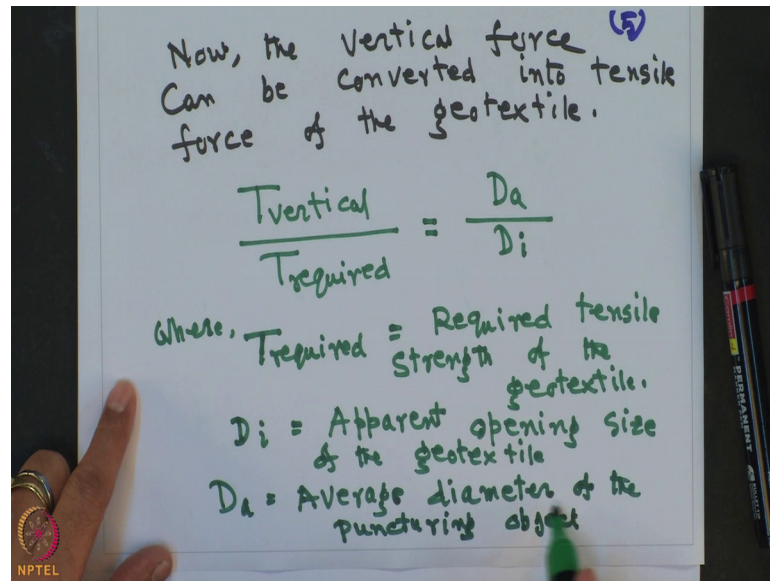 (5)
Now, the vertical force
can be converted into tensile
force of the geotextile.
Tvertical / Trequired = Da / Di
Where, Trequired = Required tensile
strength of the
geotextile.
Di = Apparent opening size
of the geotextile
Da = Average diameter of the
puncturing object
PERMANENT
NPTEL